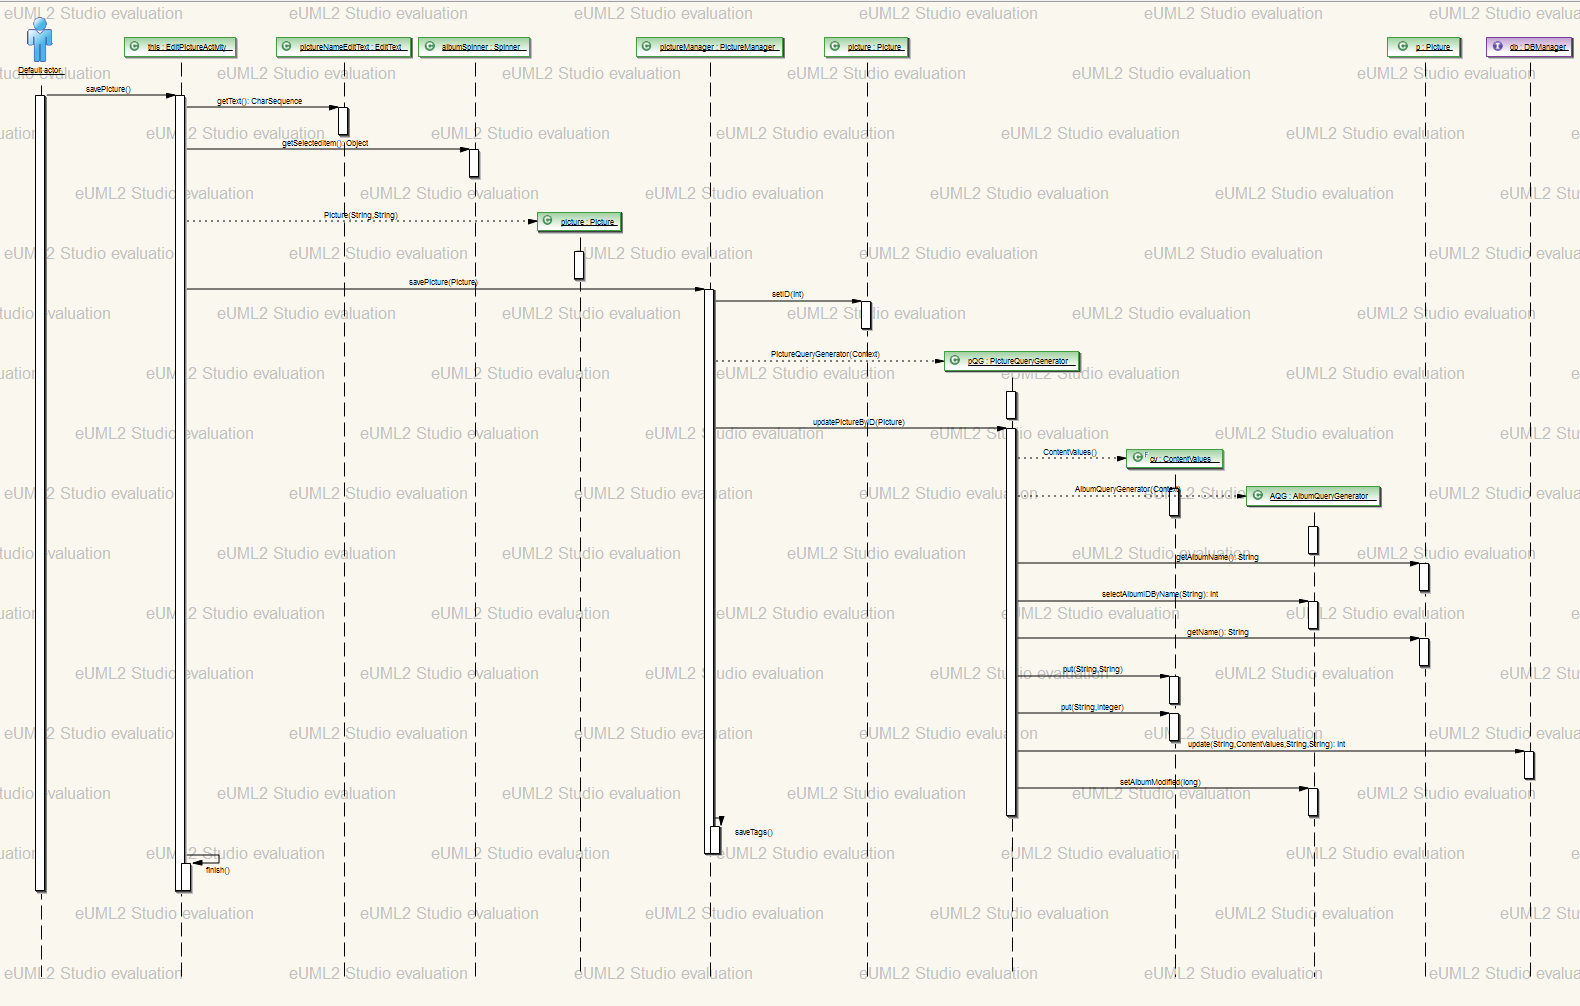 Default actor
this : EditPictureActivity
pictureNameEditText : EditText
albumSpinner : Spinner
pictureManager : PictureManager
picture : Picture
p : Picture
db : DBManager
savePicture()
getText(): CharSequence
getSelectedItem(): Object
Picture(String,String)
picture : Picture
savePicture(Picture)
setID(int)
PictureQueryGenerator(Context)
pQG : PictureQueryGenerator
updatePictureByID(Picture)
ContentValues()
cv : ContentValues
AlbumQueryGenerator(Context)
AQG : AlbumQueryGenerator
getAlbumName(): String
selectAlbumIDByName(String): int
getName(): String
put(String,String)
put(String,Integer)
update(String,ContentValues,String,String): int
setAlbumModified(long)
saveTags()
finish()
eUML2 Studio evaluation